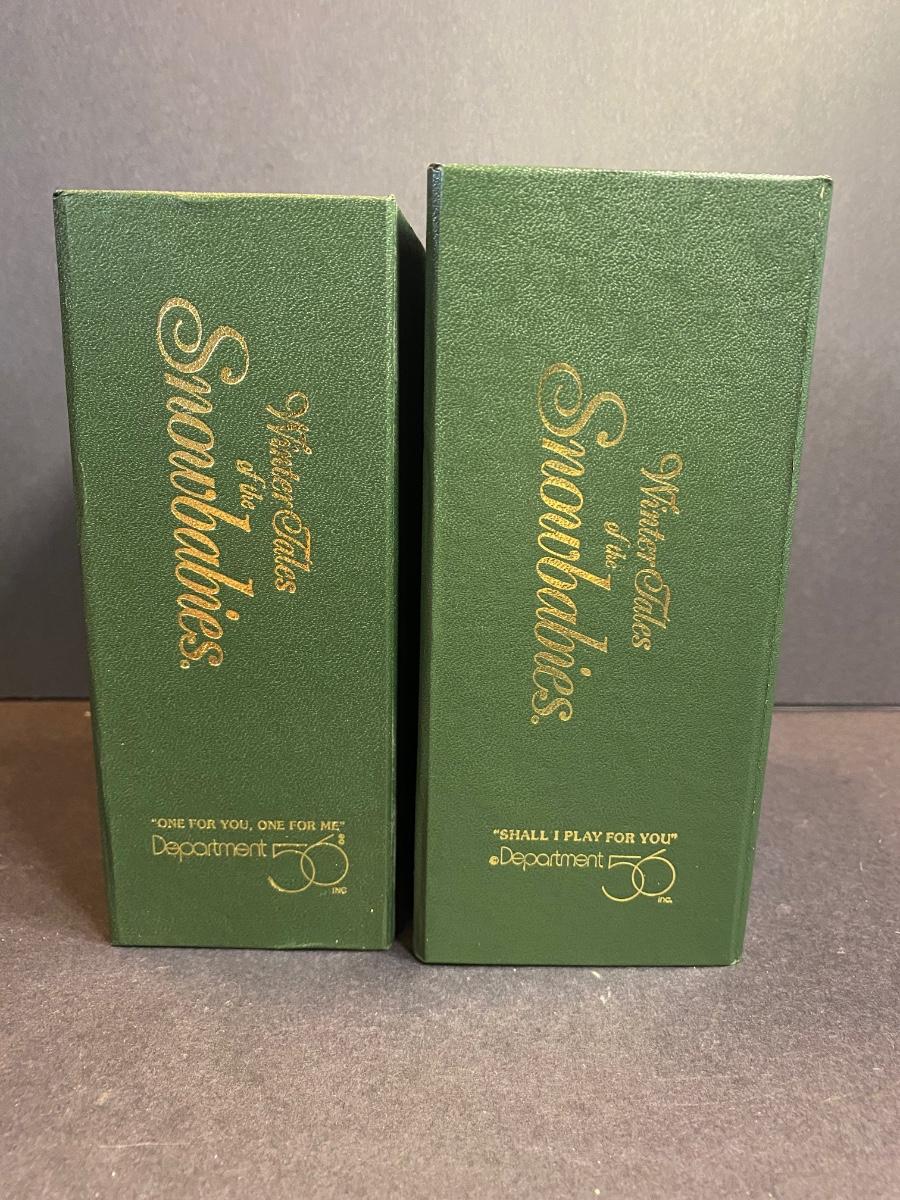 Winter Tales
of the
Snowbabies®
"ONE FOR YOU, ONE FOR ME"
Department 56®
INC
Winter Tales
of the
Snowbabies®
"SHALL I PLAY FOR YOU"
©Department 56
inc.